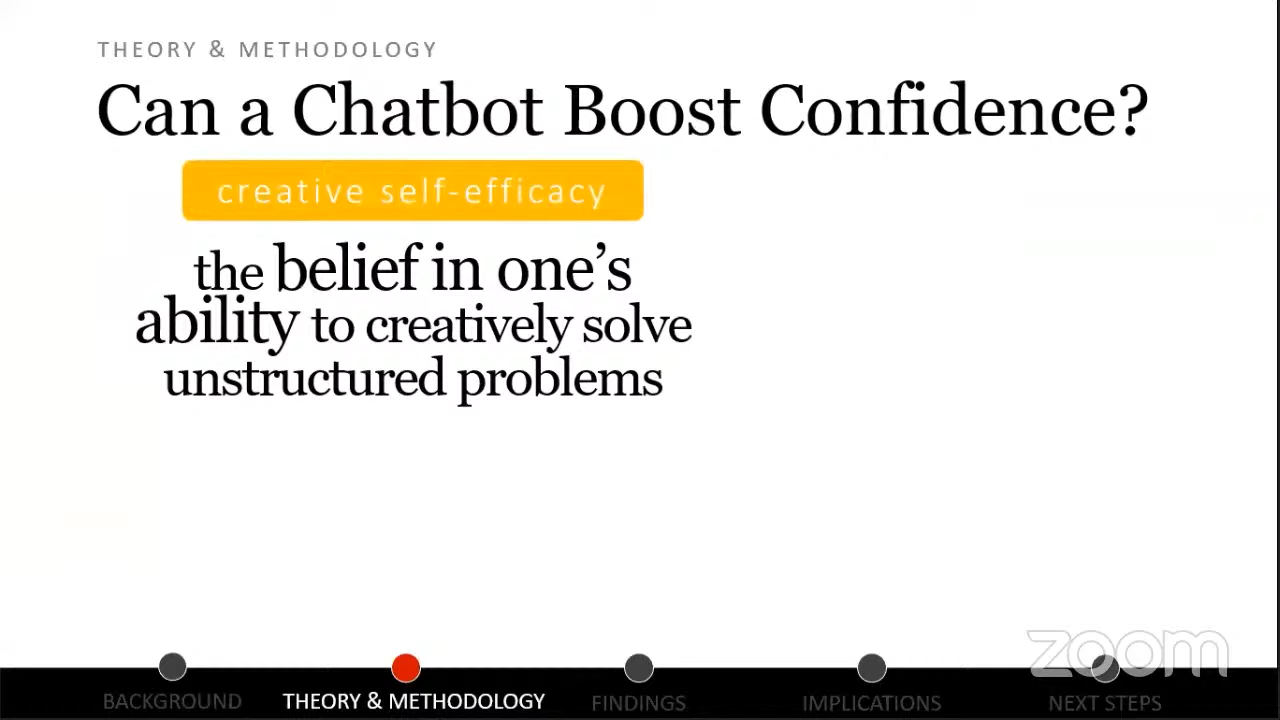 THEORY & METHODOLOGY
Can a Chatbot Boost Confidence?
creative self-efficacy
the belief in one’s
ability to creatively solve
unstructured problems
zoom
BACKGROUND
THEORY & METHODOLOGY
FINDINGS
IMPLICATIONS
NEXT STEPS